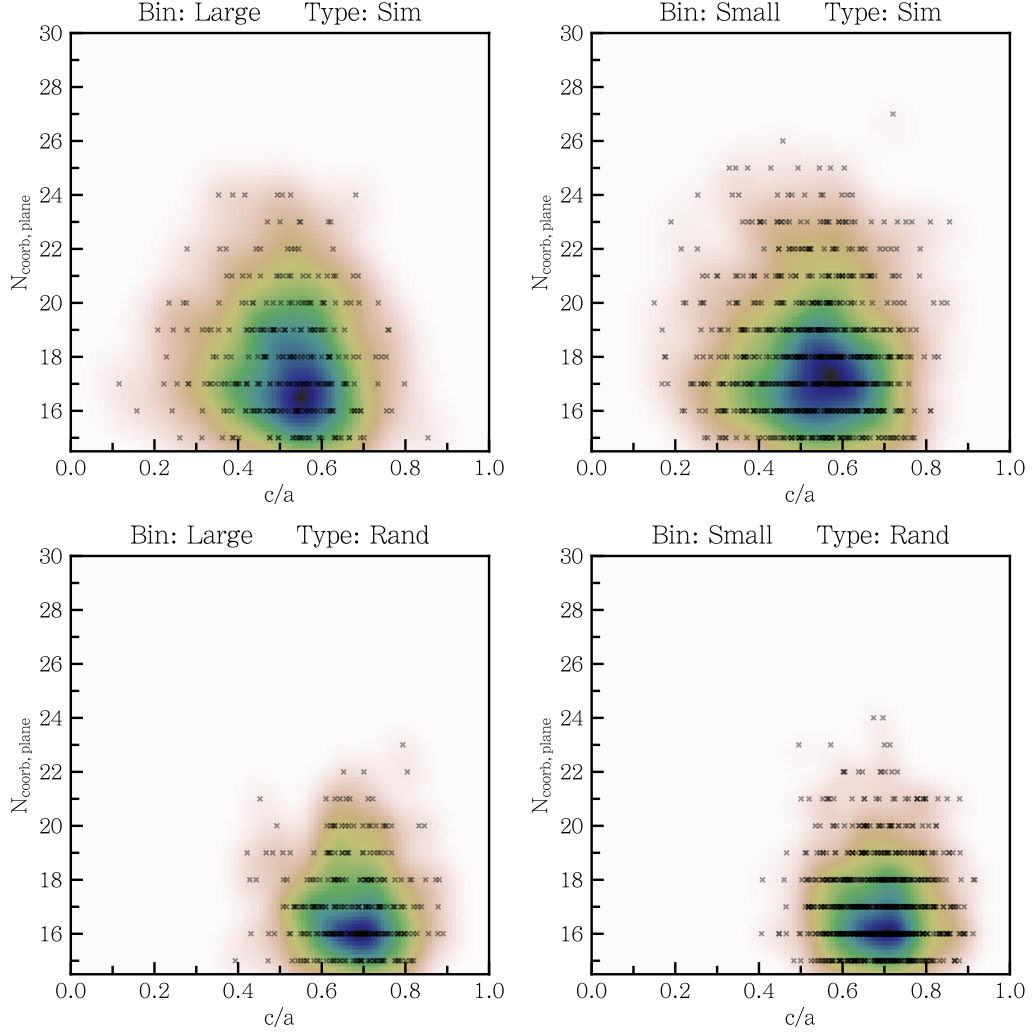 Bin: Large Type: Sim
30
28
26
24
22
20
18
16
N_coorb, plane
0.0 0.2 0.4 0.6 0.8 1.0
c/a
Bin: Small Type: Sim
30
28
26
24
22
20
18
16
N_coorb, plane
0.0 0.2 0.4 0.6 0.8 1.0
c/a
Bin: Large Type: Rand
30
28
26
24
22
20
18
16
N_coorb, plane
0.0 0.2 0.4 0.6 0.8 1.0
c/a
Bin: Small Type: Rand
30
28
26
24
22
20
18
16
N_coorb, plane
0.0 0.2 0.4 0.6 0.8 1.0
c/a